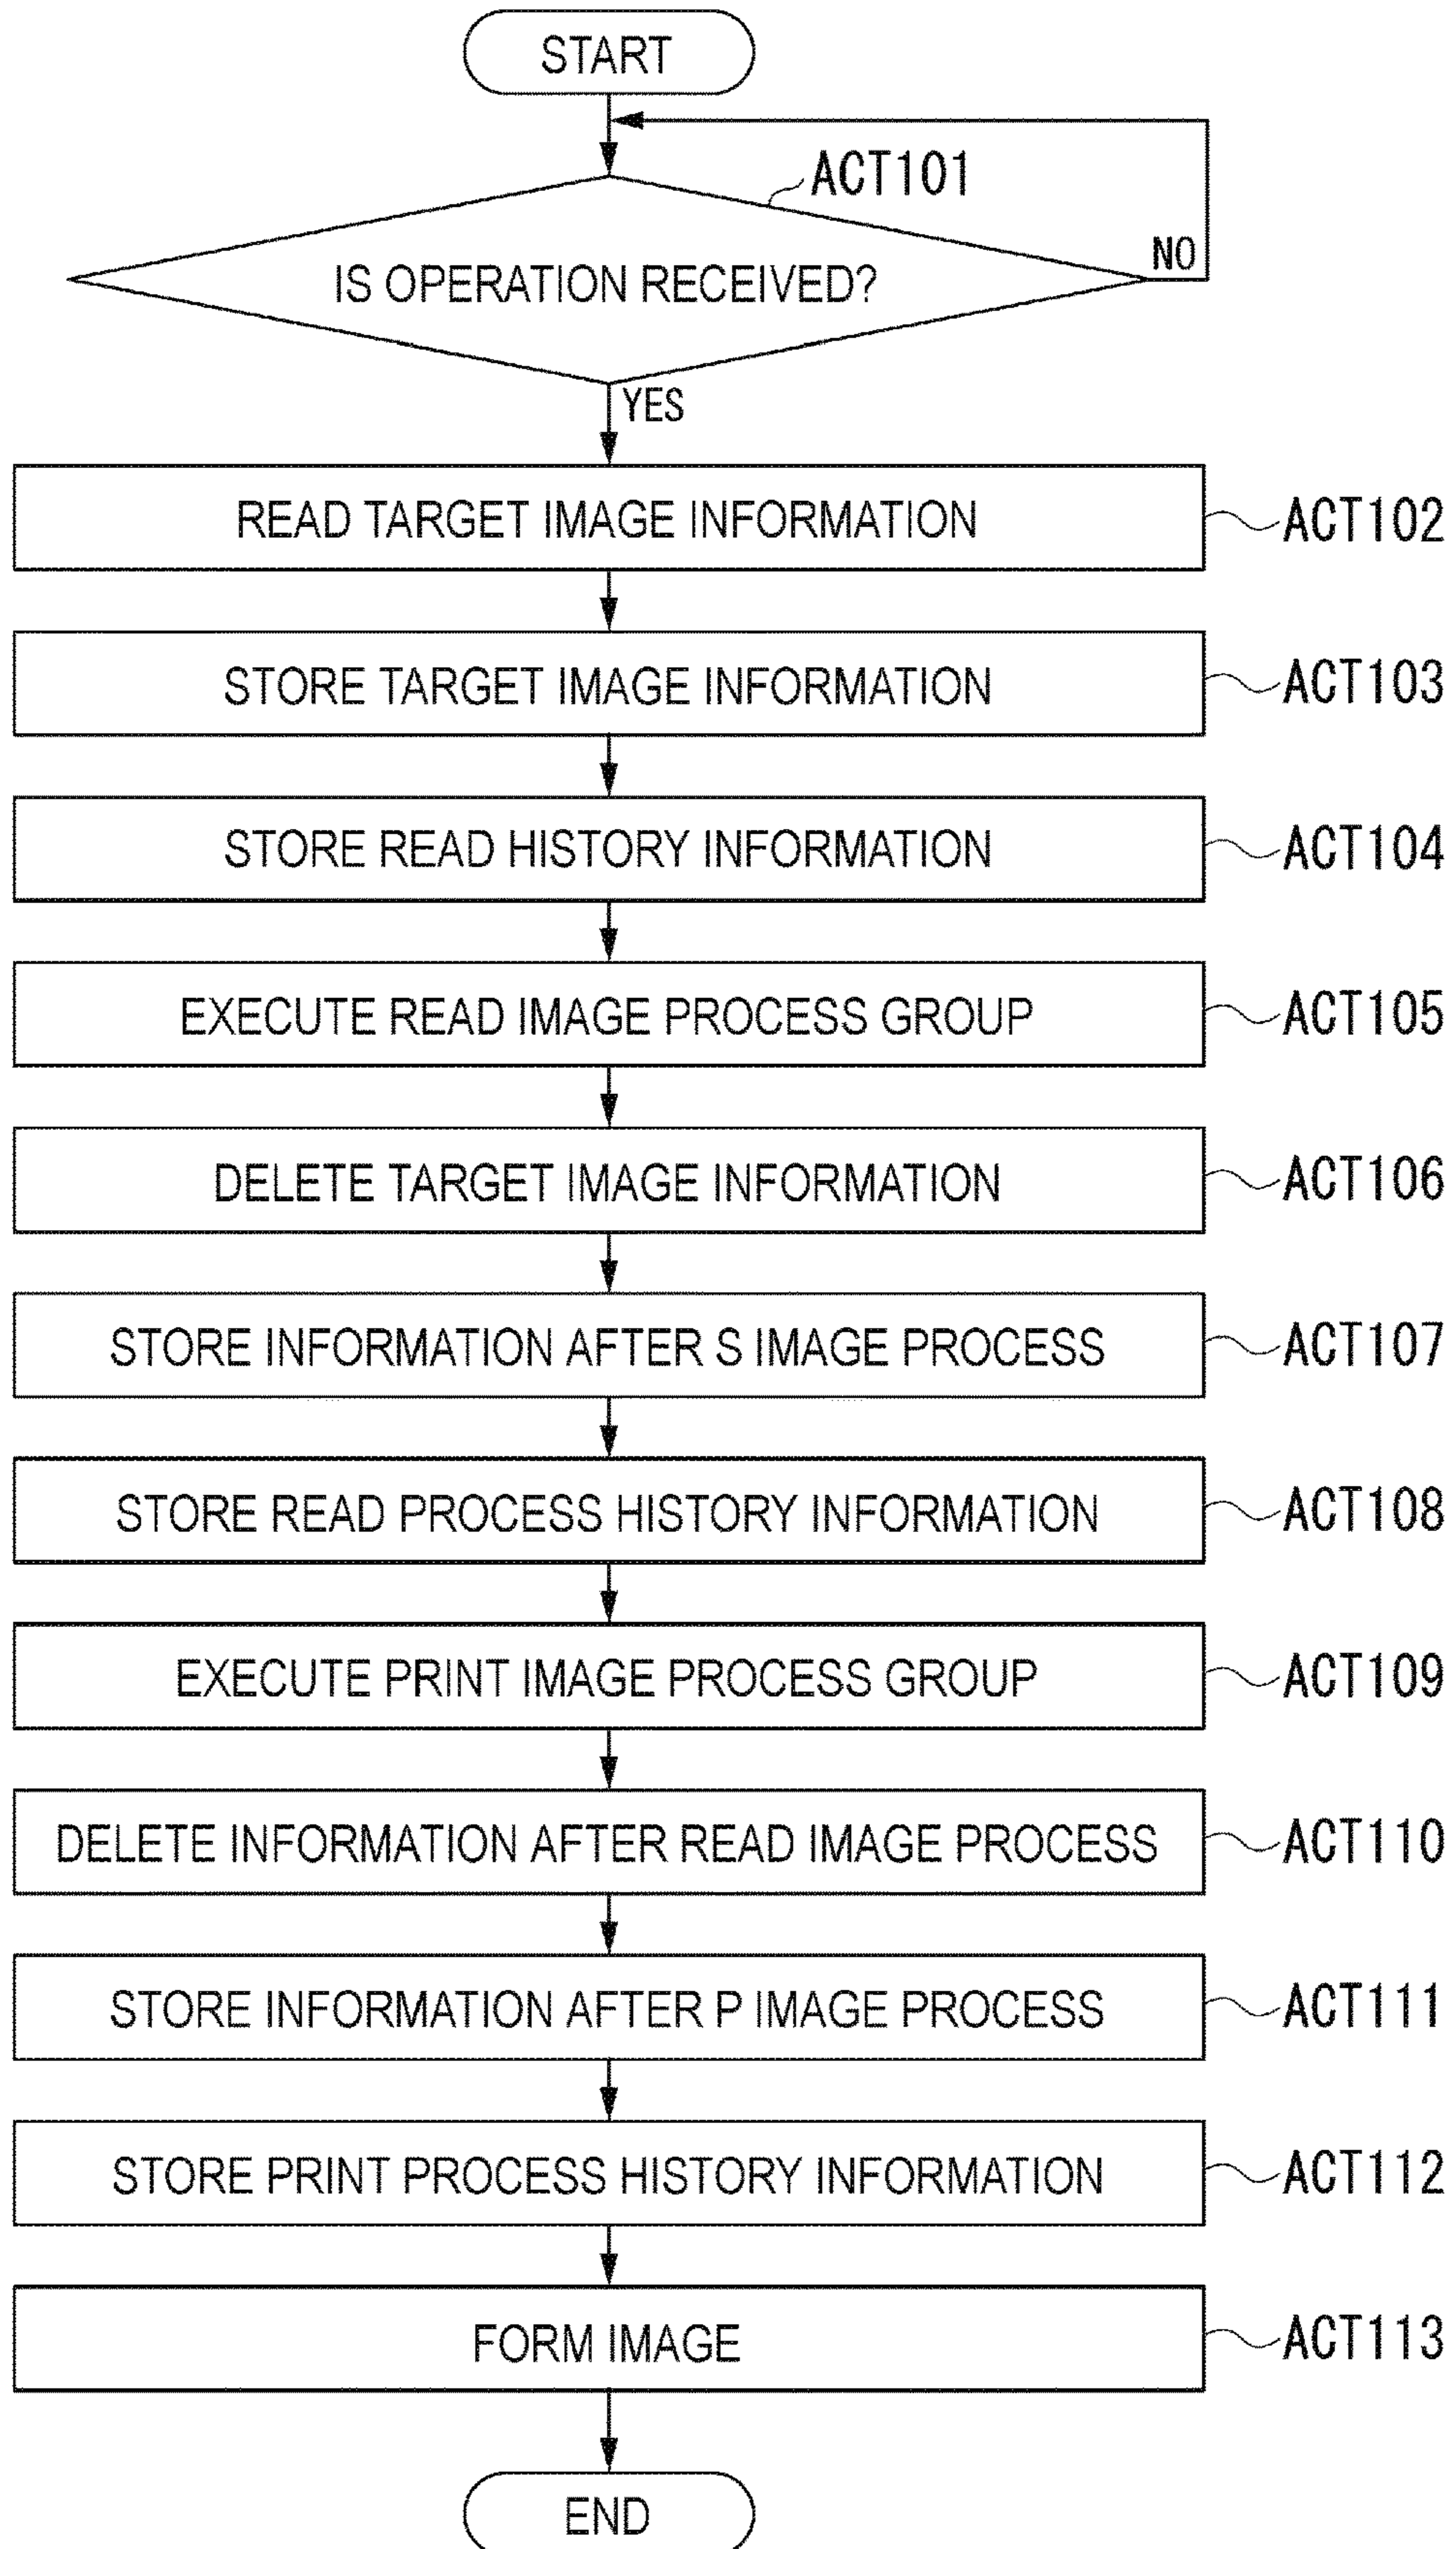 START
ACT101
NO
IS OPERATION RECEIVED?
YES
READ TARGET IMAGE INFORMATION
ACT102
STORE TARGET IMAGE INFORMATION
ACT103
STORE READ HISTORY INFORMATION
ACT104
EXECUTE READ IMAGE PROCESS GROUP
ACT105
DELETE TARGET IMAGE INFORMATION
ACT106
STORE INFORMATION AFTER S IMAGE PROCESS
ACT107
STORE READ PROCESS HISTORY INFORMATION
ACT108
EXECUTE PRINT IMAGE PROCESS GROUP
ACT109
DELETE INFORMATION AFTER READ IMAGE PROCESS
ACT110
STORE INFORMATION AFTER P IMAGE PROCESS
ACT111
STORE PRINT PROCESS HISTORY INFORMATION
ACT112
FORM IMAGE
ACT113
END